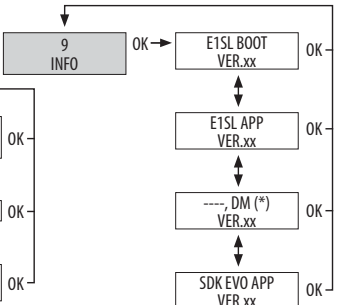 9
INFO
OK
E1SL BOOT
VER.xx
OK
E1SL APP
VER.xx
OK
OK
----, DM (*)
VER.xx
OK
OK
SDK EVO APP
VER.xx
OK
OK